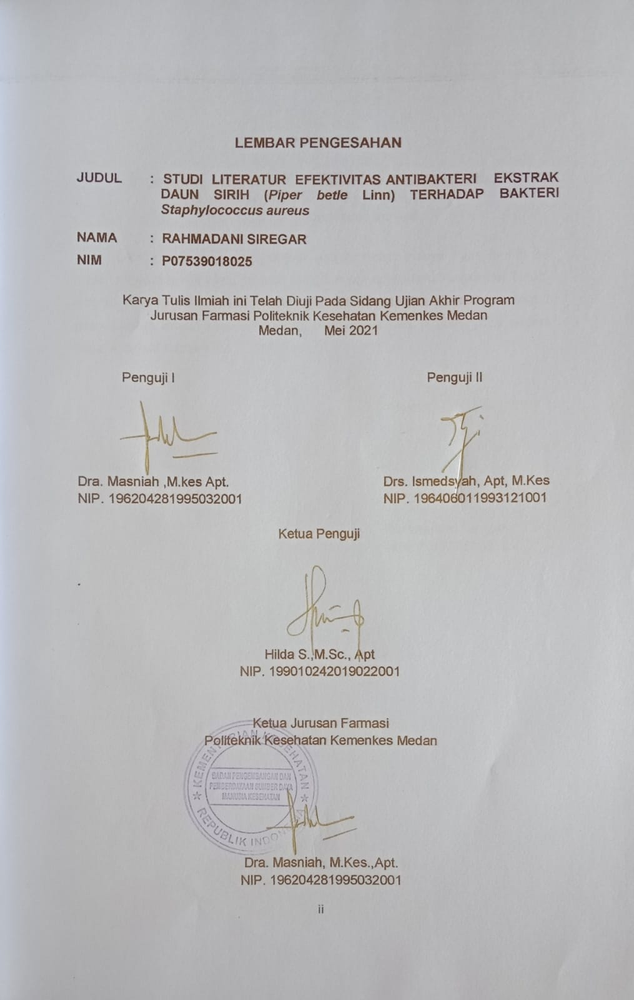 LEMBAR PENGESAHAN
JUDUL : STUDI LITERATUR EFEKTIVITAS ANTIBAKTERI EKSTRAK
DAUN SIRIH (Piper betle Linn) TERHADAP BAKTERI
Staphylococcus aureus
NAMA : RAHMADANI SIREGAR
NIM : P07539018025
Karya Tulis Ilmiah ini Telah Diuji Pada Sidang Ujian Akhir Program
Jurusan Farmasi Politeknik Kesehatan Kemenkes Medan
Medan, Mei 2021
Penguji I
Penguji II
Dra. Masniah ,M.kes Apt.
NIP. 196204281995032001
Drs. Ismedsyah, Apt, M.Kes
NIP. 196406011993121001
Ketua Penguji
Hilda S.,M.Sc., Apt
NIP. 199010242019022001
Ketua Jurusan Farmasi
Politeknik Kesehatan Kemenkes Medan
KEMENTERIAN KESEHATAN
BADAN PENGEMBANGAN DAN
PEMBERDAYAAN SUMBER DAYA
MANUSIA KESEHATAN
REPUBLIK INDONESIA
Dra. Masniah, M.Kes.,Apt.
NIP. 196204281995032001
ii